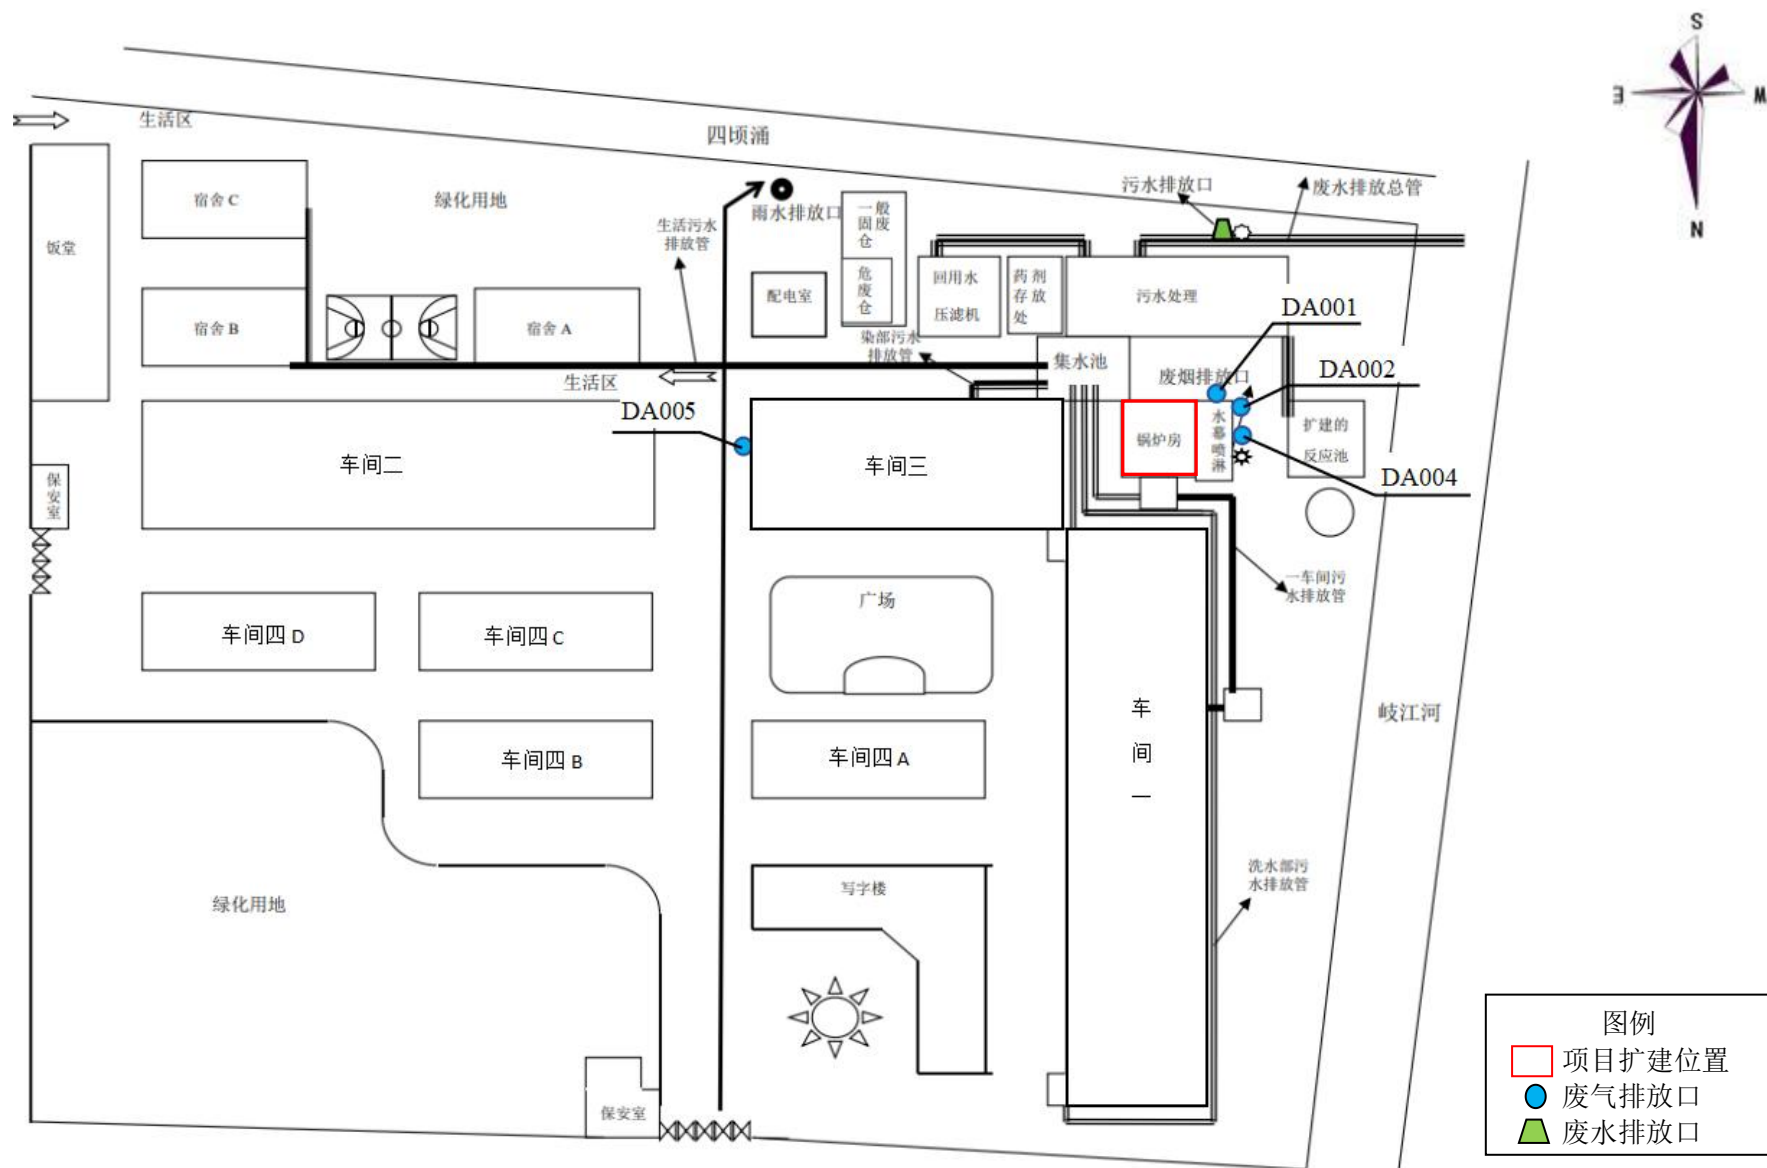 S
E
W
N
生活区
四顷涌
宿舍 C
绿化用地
饭堂
雨水排放口
生活污水
排放管
一般
固废
仓
危
废
仓
污水排放口
废水排放总管
配电室
回用水
压滤机
药 剂
存 放
处
污水处理
DA001
宿舍 B
宿舍 A
染部污水
排放管
集水池
废烟排放口
DA002
生活区
DA005
车间二
车间三
锅炉房
水
幕
喷
淋
扩建的
反应池
DA004
保
安
室
一车间污
水排放管
车间四 D
车间四 C
广场
车间四 B
车间四 A
车
间
一
岐江河
绿化用地
写字楼
洗水部污
水排放管
保安室
图例
项目扩建位置
废气排放口
废水排放口